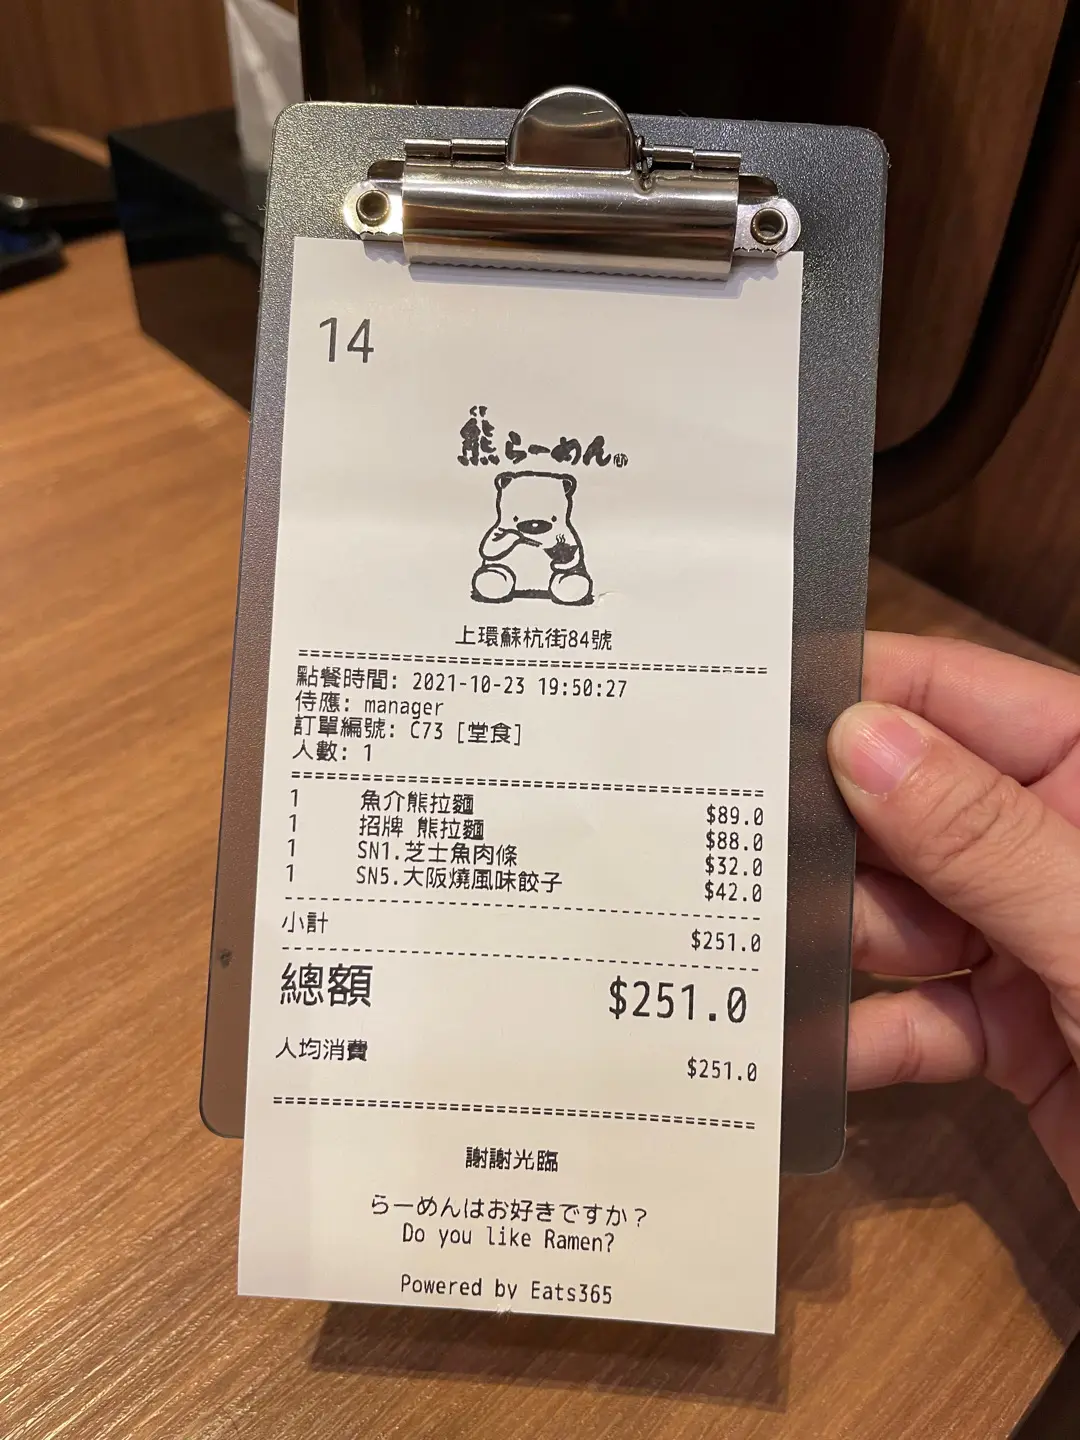 14
熊らーめん
上環蘇杭街84號
點餐時間: 2021-10-23 19:50:27
侍應: manager
訂單編號: C73 [堂食]
人數: 1
1 魚介熊拉麵 $89.0
1 招牌 熊拉麵 $88.0
1 SN1.芝士魚肉條 $32.0
1 SN5.大阪燒風味餃子 $42.0
小計 $251.0
總額 $251.0
人均消費 $251.0
謝謝光臨
らーめんはお好きですか？
Do you like Ramen?
Powered by Eats365